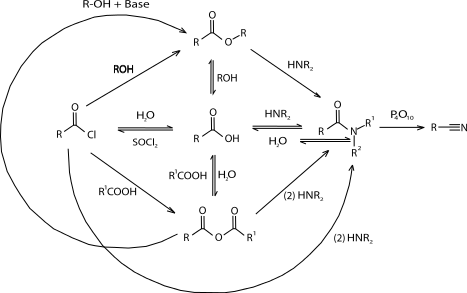 R-OH + Base
O
R O R
ROH
HNR₂
ROH
O
R Cl
H₂O
SOCl₂
O
R OH
HNR₂
H₂O
O
R N R¹
R²
P₄O₁₀
R N
R¹COOH
R¹COOH H₂O
(2) HNR₂
O O
R O R¹
(2) HNR₂